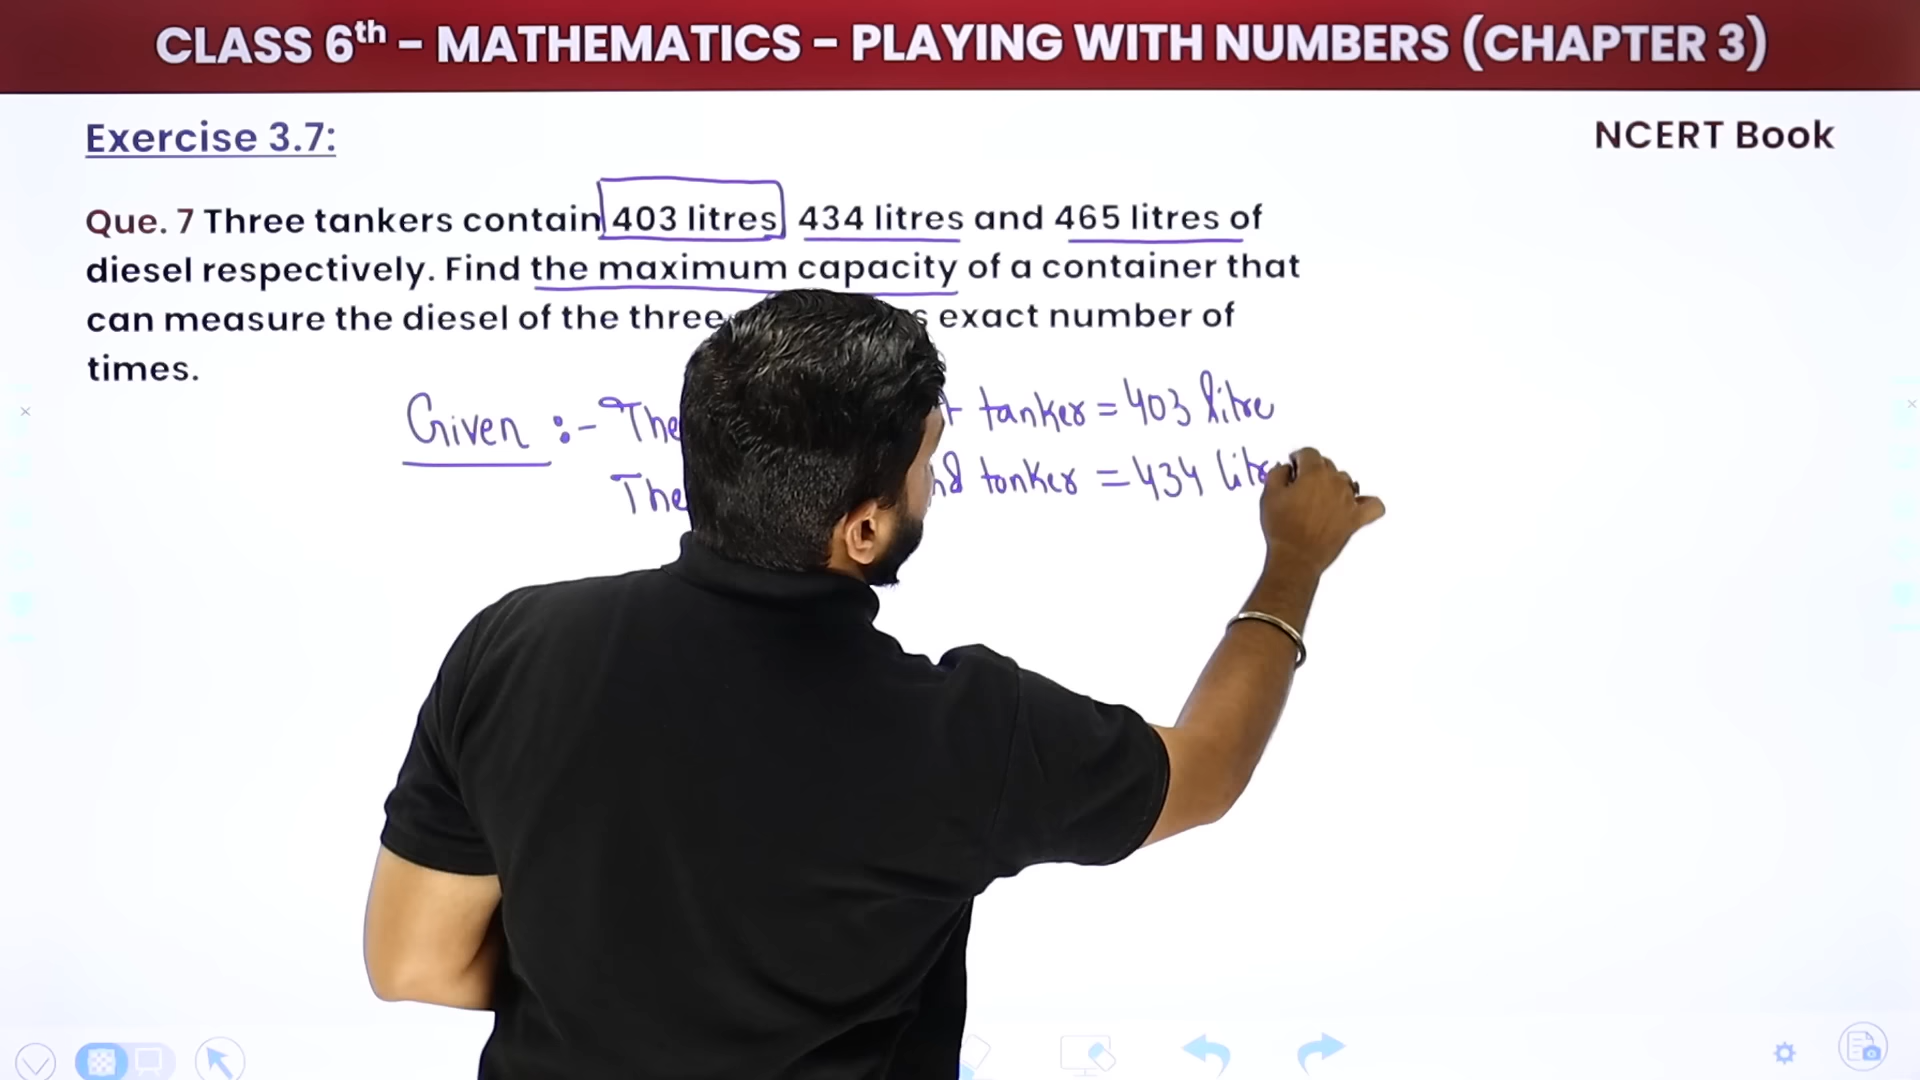 CLASS 6th – MATHEMATICS – PLAYING WITH NUMBERS (CHAPTER 3)
Exercise 3.7:
NCERT Book
Que. 7 Three tankers contain 403 litres 434 litres and 465 litres of
diesel respectively. Find the maximum capacity of a container that
can measure the diesel of the three exact number of
times.
Given :- The tanker = 403 litre
The tonker = 434